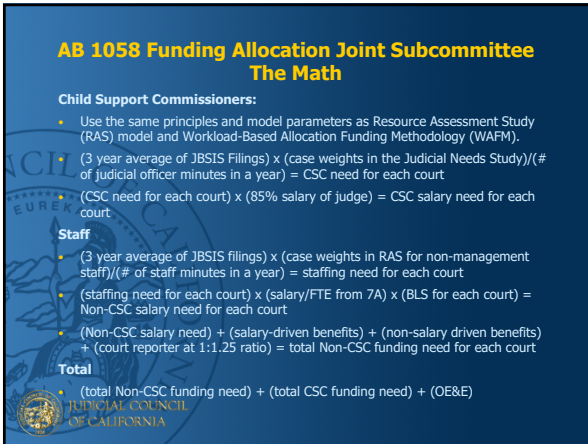 AB 1058 Funding Allocation Joint Subcommittee
The Math
Child Support Commissioners:
• Use the same principles and model parameters as Resource Assessment Study
(RAS) model and Workload-Based Allocation Funding Methodology (WAFM).
• (3 year average of JBSIS Filings) x (case weights in the Judicial Needs Study)/(#
of judicial officer minutes in a year) = CSC need for each court
• (CSC need for each court) x (85% salary of judge) = CSC salary need for each
court
Staff
• (3 year average of JBSIS filings) x (case weights in RAS for non-management
staff)/(# of staff minutes in a year) = staffing need for each court
• (staffing need for each court) x (salary/FTE from 7A) x (BLS for each court) =
Non-CSC salary need for each court
• (Non-CSC salary need) + (salary-driven benefits) + (non-salary driven benefits)
+ (court reporter at 1:1.25 ratio) = total Non-CSC funding need for each court
Total
• (total Non-CSC funding need) + (total CSC funding need) + (OE&E)
JUDICIAL COUNCIL
OF CALIFORNIA